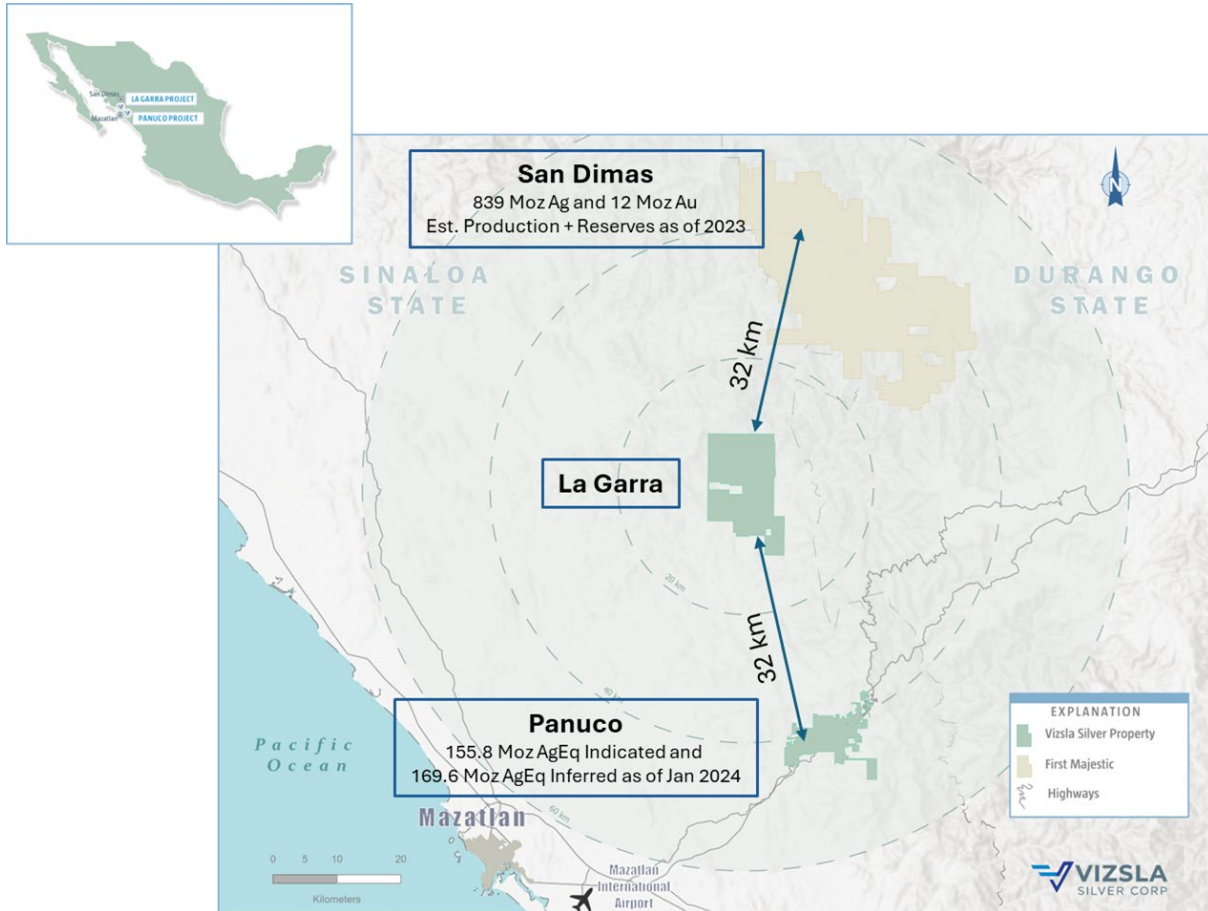 San Dimas
LA GARRA PROJECT
Mazatlan
PANUCO PROJECT
San Dimas
839 Moz Ag and 12 Moz Au
Est. Production + Reserves as of 2023
N
SINALOA
STATE
DURANGO
STATE
32 km
La Garra
20 km
32 km
40 km
Panuco
155.8 Moz AgEq Indicated and
169.6 Moz AgEq Inferred as of Jan 2024
60 km
Pacific
Ocean
Mazatlan
0 5 10 20
Kilometers
Mazatlan
International
Airport
EXPLANATION
Vizsla Silver Property
First Majestic
Highways
VIZSLA
SILVER CORP